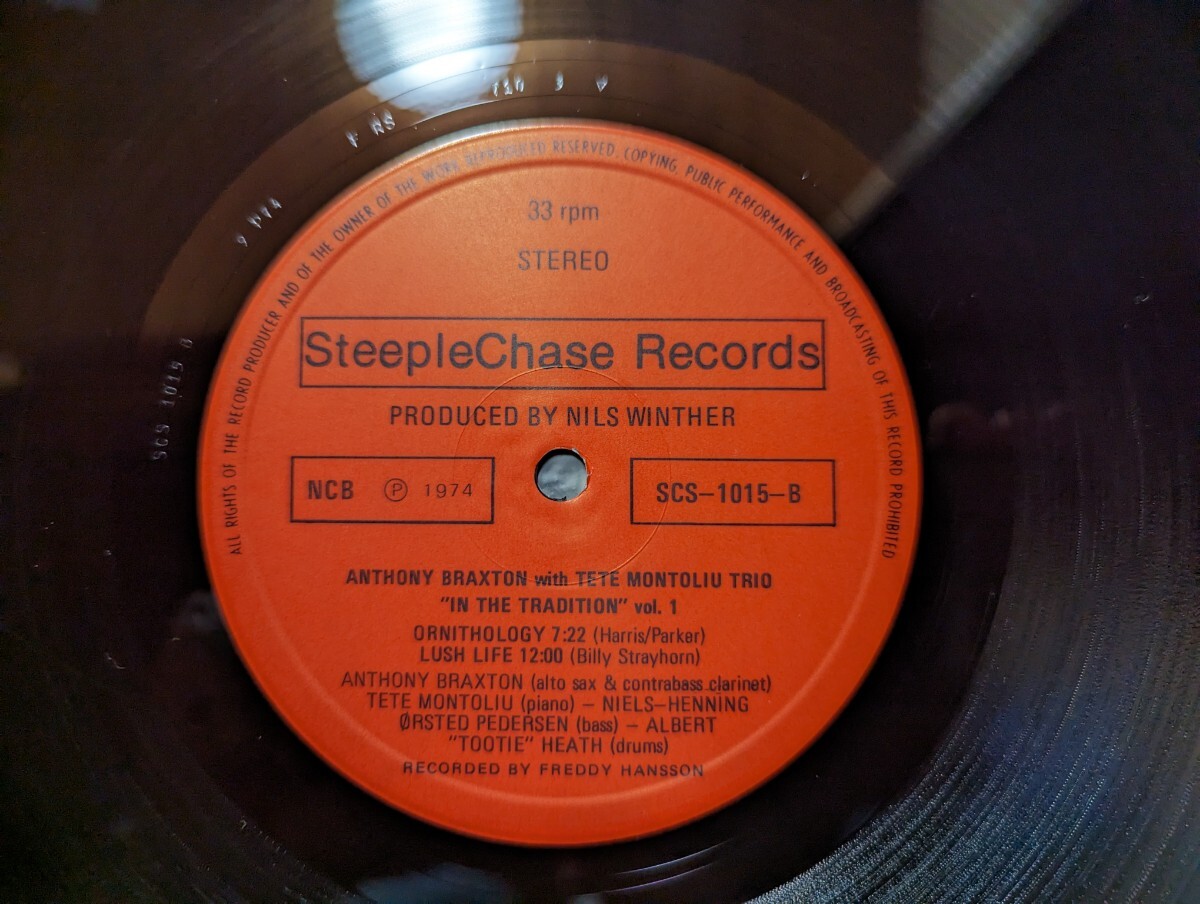 ALL RIGHTS OF THE RECORD PRODUCER AND OF THE OWNER OF THE WORK REPRODUCED RESERVED. COPYING, PUBLIC PERFORMANCE AND BROADCASTING OF THIS RECORD PROHIBITED
33 rpm
STEREO
SteepleChase Records
PRODUCED BY NILS WINTHER
NCB ℗ 1974
SCS-1015-B
ANTHONY BRAXTON with TETE MONTOLIU TRIO
"IN THE TRADITION" vol. 1
ORNITHOLOGY 7:22 (Harris/Parker)
LUSH LIFE 12:00 (Billy Strayhorn)
ANTHONY BRAXTON (alto sax & contrabass clarinet)
TETE MONTOLIU (piano) – NIELS–HENNING
ØRSTED PEDERSEN (bass) – ALBERT
"TOOTIE" HEATH (drums)
RECORDED BY FREDDY HANSSON
SCS 1015 B